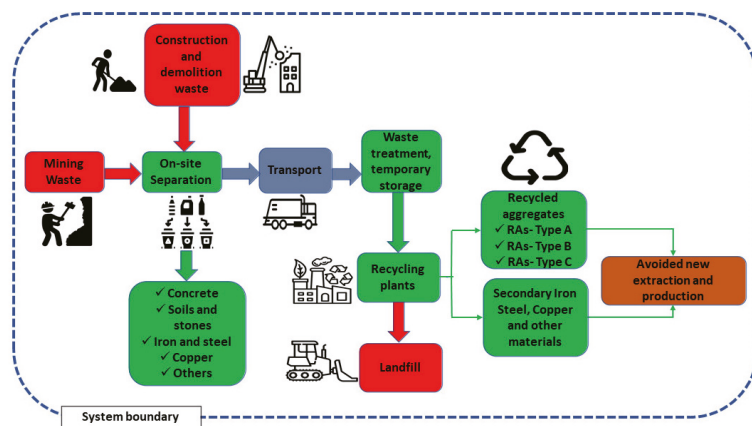 Construction
and
demolition
waste
Mining
Waste
On-site
Separation
Transport
Waste
treatment,
temporary
storage
✓ Concrete
✓ Soils and
stones
✓ Iron and steel
✓ Copper
✓ Others
Recycling
plants
Landfill
Recycled
aggregates
✓ RAs- Type A
✓ RAs- Type B
✓ RAs- Type C
Secondary Iron
Steel, Copper
and other
materials
Avoided new
extraction and
production
System boundary